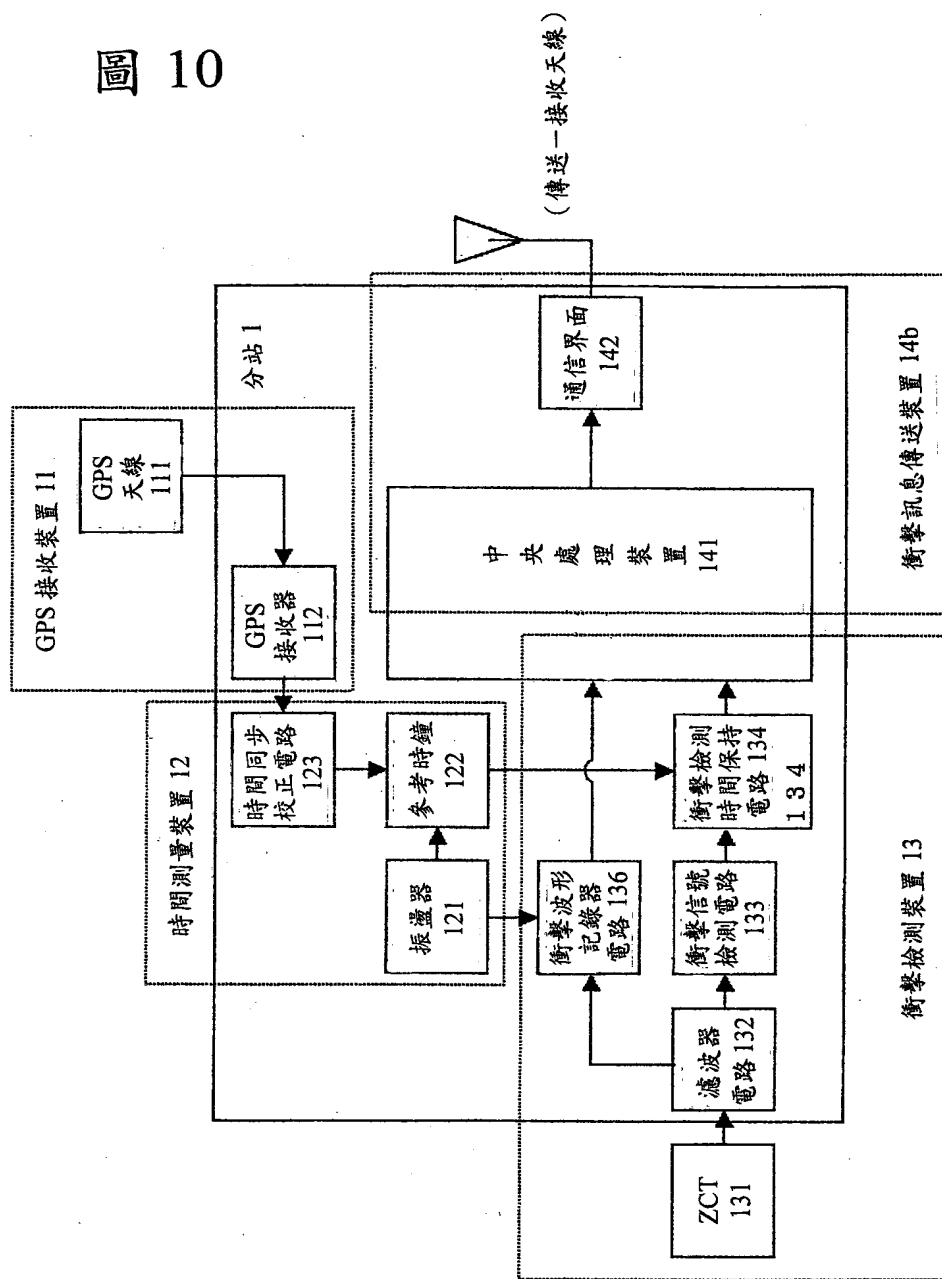 圖 10
GPS 接收裝置 11
GPS
天線
111
GPS
接收器
112
分站 1
時間測量裝置 12
時間同步
校正電路
123
參考時鐘
122
振盪器
121
(傳送－接收天線)
通信界面
142
中央處理裝置
141
衝擊訊息傳送裝置 14b
衝擊波形
記錄器
電路 136
衝擊檢測
時間保持
電路 134
134
衝擊信號
檢測電路
133
濾波器
電路 132
ZCT
131
衝擊檢測裝置 13